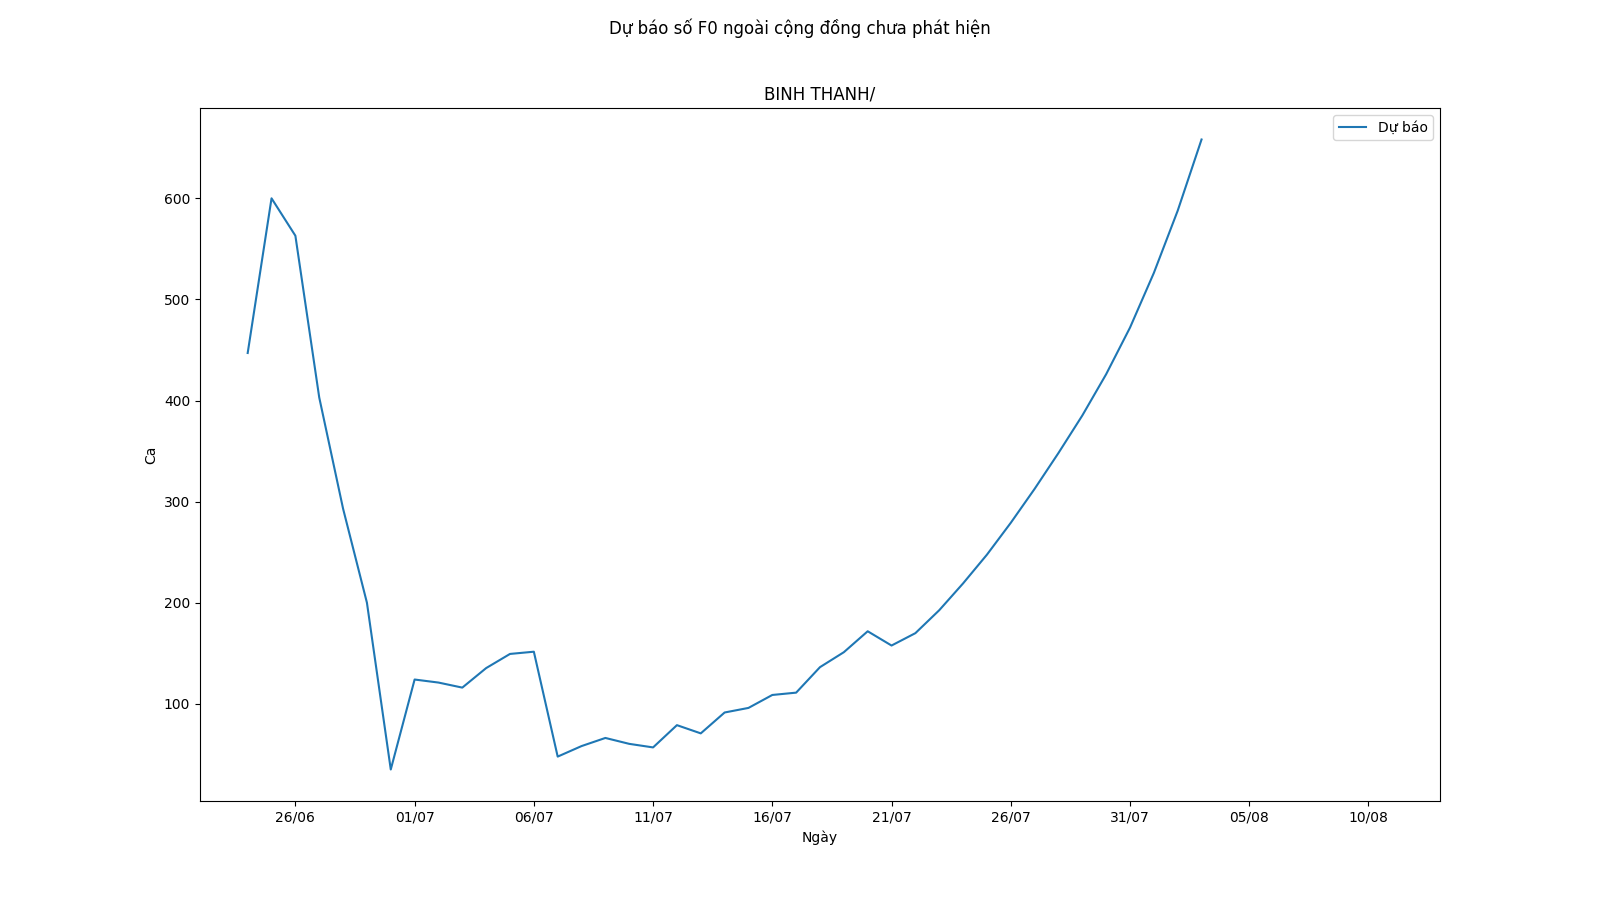 Dự báo số F0 ngoài cộng đồng chưa phát hiện
BINH THANH/
Dự báo
600
500
400
300
200
100
Ca
26/06 01/07 06/07 11/07 16/07 21/07 26/07 31/07 05/08 10/08
Ngày